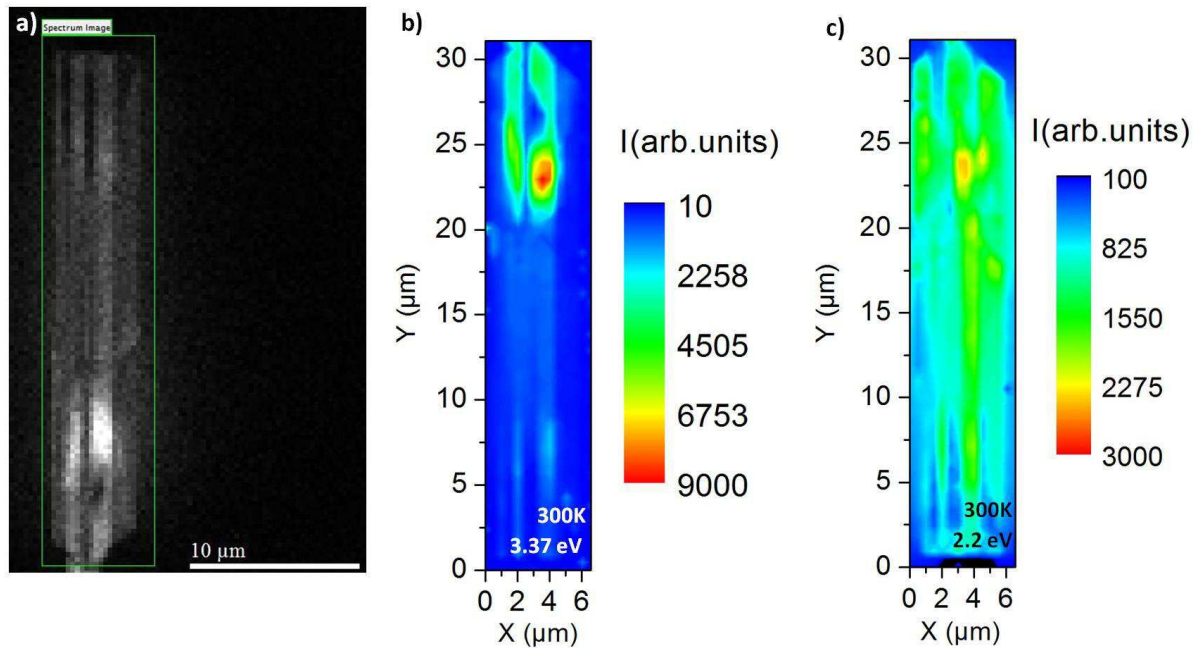 a)
Spectrum Image
10 µm
b)
30
25
20
15
10
5
0
Y (µm)
0 2 4 6
X (µm)
300K
3.37 eV
I(arb.units)
10
2258
4505
6753
9000
c)
30
25
20
15
10
5
0
Y (µm)
0 2 4 6
X (µm)
300K
2.2 eV
I(arb.units)
100
825
1550
2275
3000